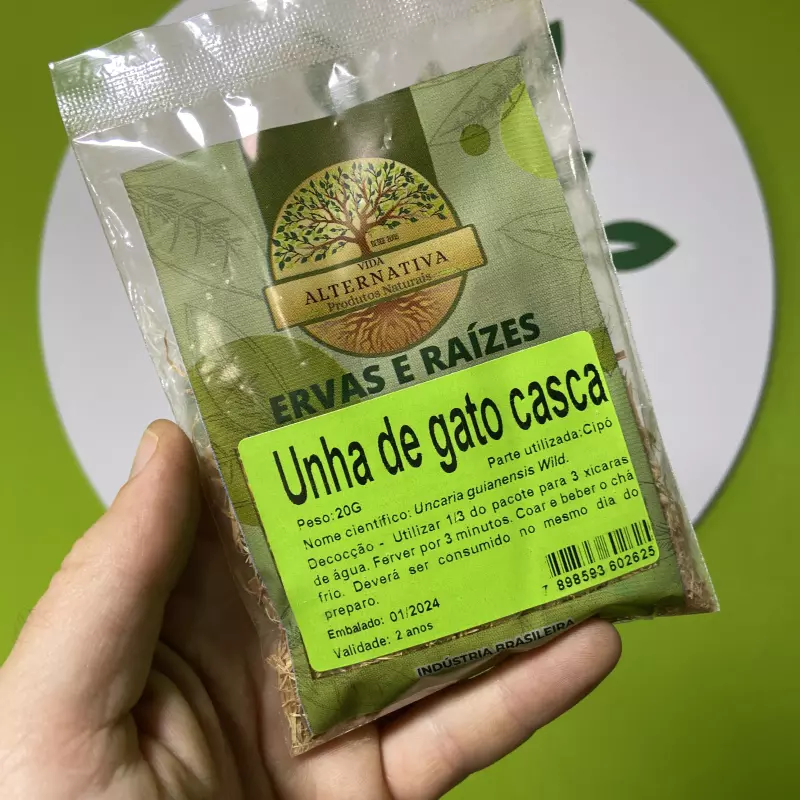 VIDA
ALTERNATIVA
Produtos Naturais
ERVAS E RAÍZES
Unha de gato casca
Peso:20G Parte utilizada:Cipó
Nome científico: Uncaria guianensis Wild.
Decocção - Utilizar 1/3 do pacote para 3 xicaras
de água. Ferver por 3 minutos. Coar e beber o chá
frio. Deverá ser consumido no mesmo dia do
preparo.
Embalado: 01/2024
Validade: 2 anos
7 898593 602625
INDÚSTRIA BRASILEIRA